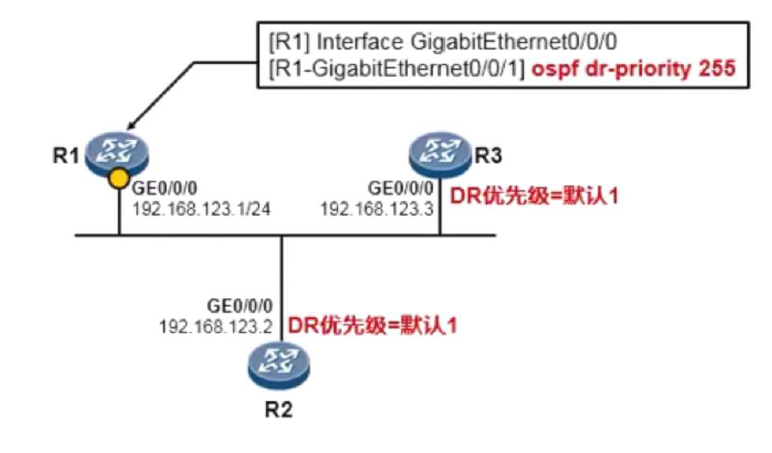 [R1] Interface GigabitEthernet0/0/0
[R1-GigabitEthernet0/0/1] ospf dr-priority 255
R1
R3
GE0/0/0
192.168.123.1/24
GE0/0/0
192.168.123.3
DR优先级=默认1
GE0/0/0
192.168.123.2
DR优先级=默认1
R2